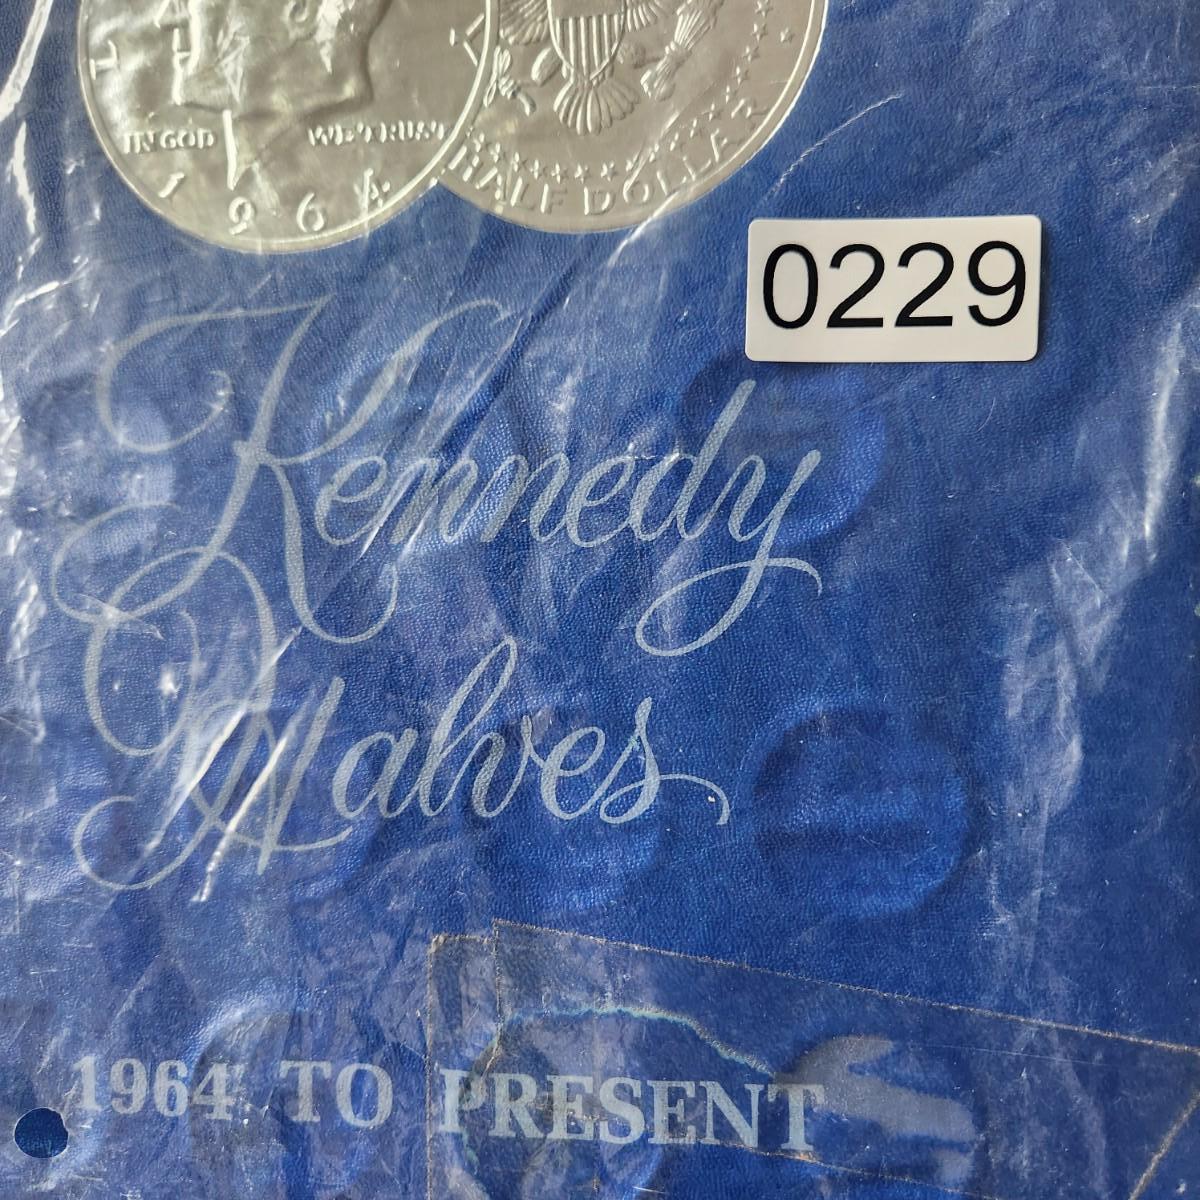 IN GOD WE TRUST
1964
HALF DOLLAR
0229
Kennedy
Halves
1964 TO PRESENT